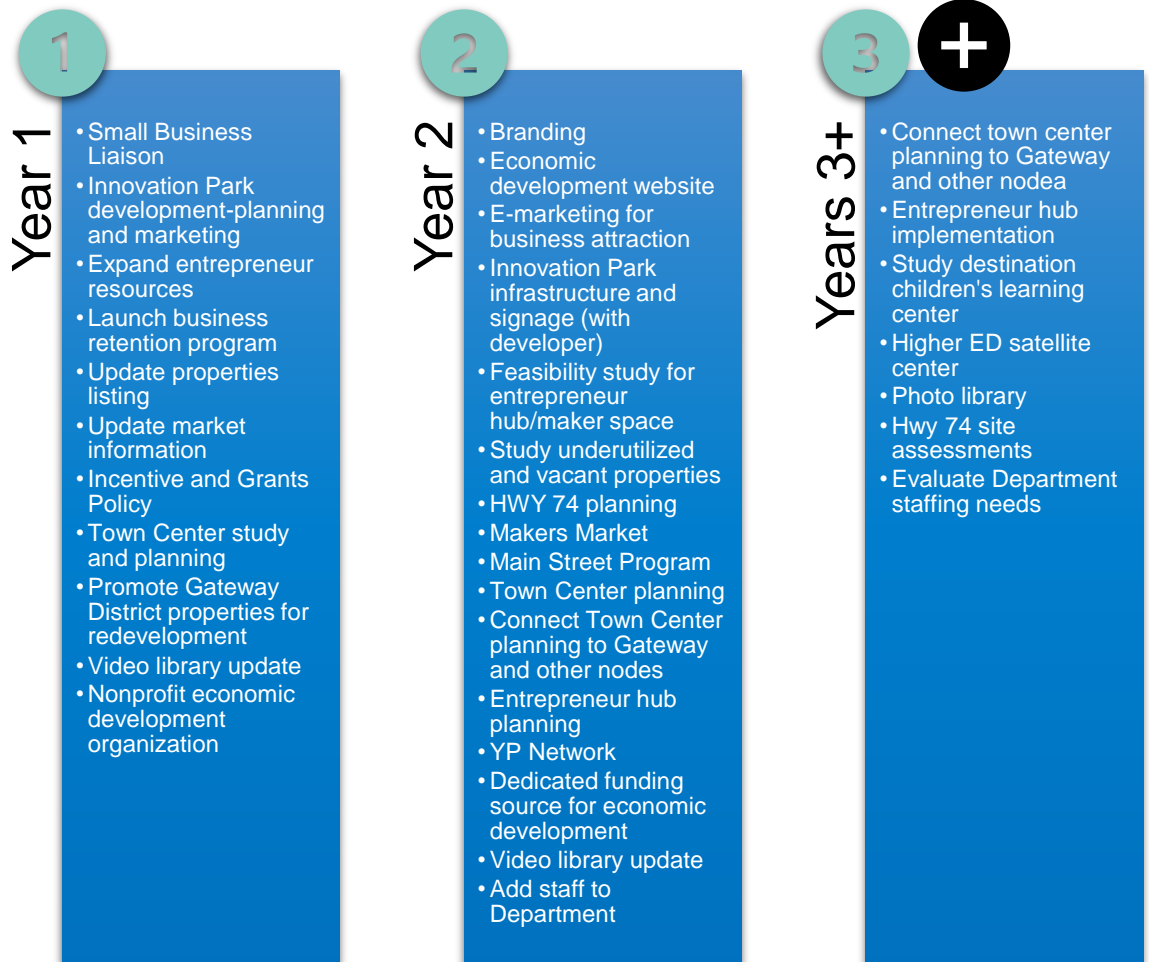 1
Year 1
• Small Business
Liaison
• Innovation Park
development-planning
and marketing
• Expand entrepreneur
resources
• Launch business
retention program
• Update properties
listing
• Update market
information
• Incentive and Grants
Policy
• Town Center study
and planning
• Promote Gateway
District properties for
redevelopment
• Video library update
• Nonprofit economic
development
organization
2
Year 2
• Branding
• Economic
development website
• E-marketing for
business attraction
• Innovation Park
infrastructure and
signage (with
developer)
• Feasibility study for
entrepreneur
hub/maker space
• Study underutilized
and vacant properties
• HWY 74 planning
• Makers Market
• Main Street Program
• Town Center planning
• Connect Town Center
planning to Gateway
and other nodes
• Entrepreneur hub
planning
• YP Network
• Dedicated funding
source for economic
development
• Video library update
• Add staff to
Department
3 +
Years 3+
• Connect town center
planning to Gateway
and other nodea
• Entrepreneur hub
implementation
• Study destination
children's learning
center
• Higher ED satellite
center
• Photo library
• Hwy 74 site
assessments
• Evaluate Department
staffing needs